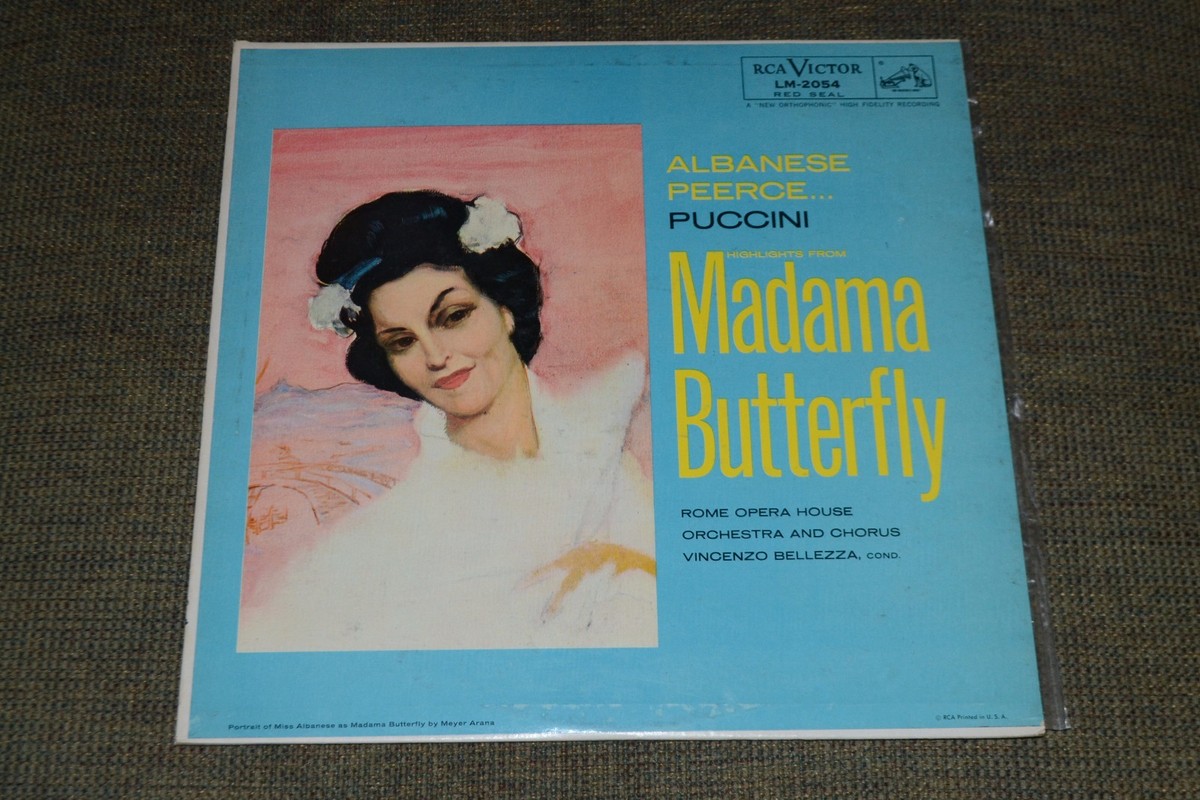 RCA VICTOR
LM-2054
RED SEAL
A "NEW ORTHOPHONIC" HIGH FIDELITY RECORDING
ALBANESE
PEERCE...
PUCCINI
HIGHLIGHTS FROM
Madama
Butterfly
ROME OPERA HOUSE
ORCHESTRA AND CHORUS
VINCENZO BELLEZZA, COND.
Portrait of Miss Albanese as Madama Butterfly by Meyer Arana
© RCA Printed in U. S. A.